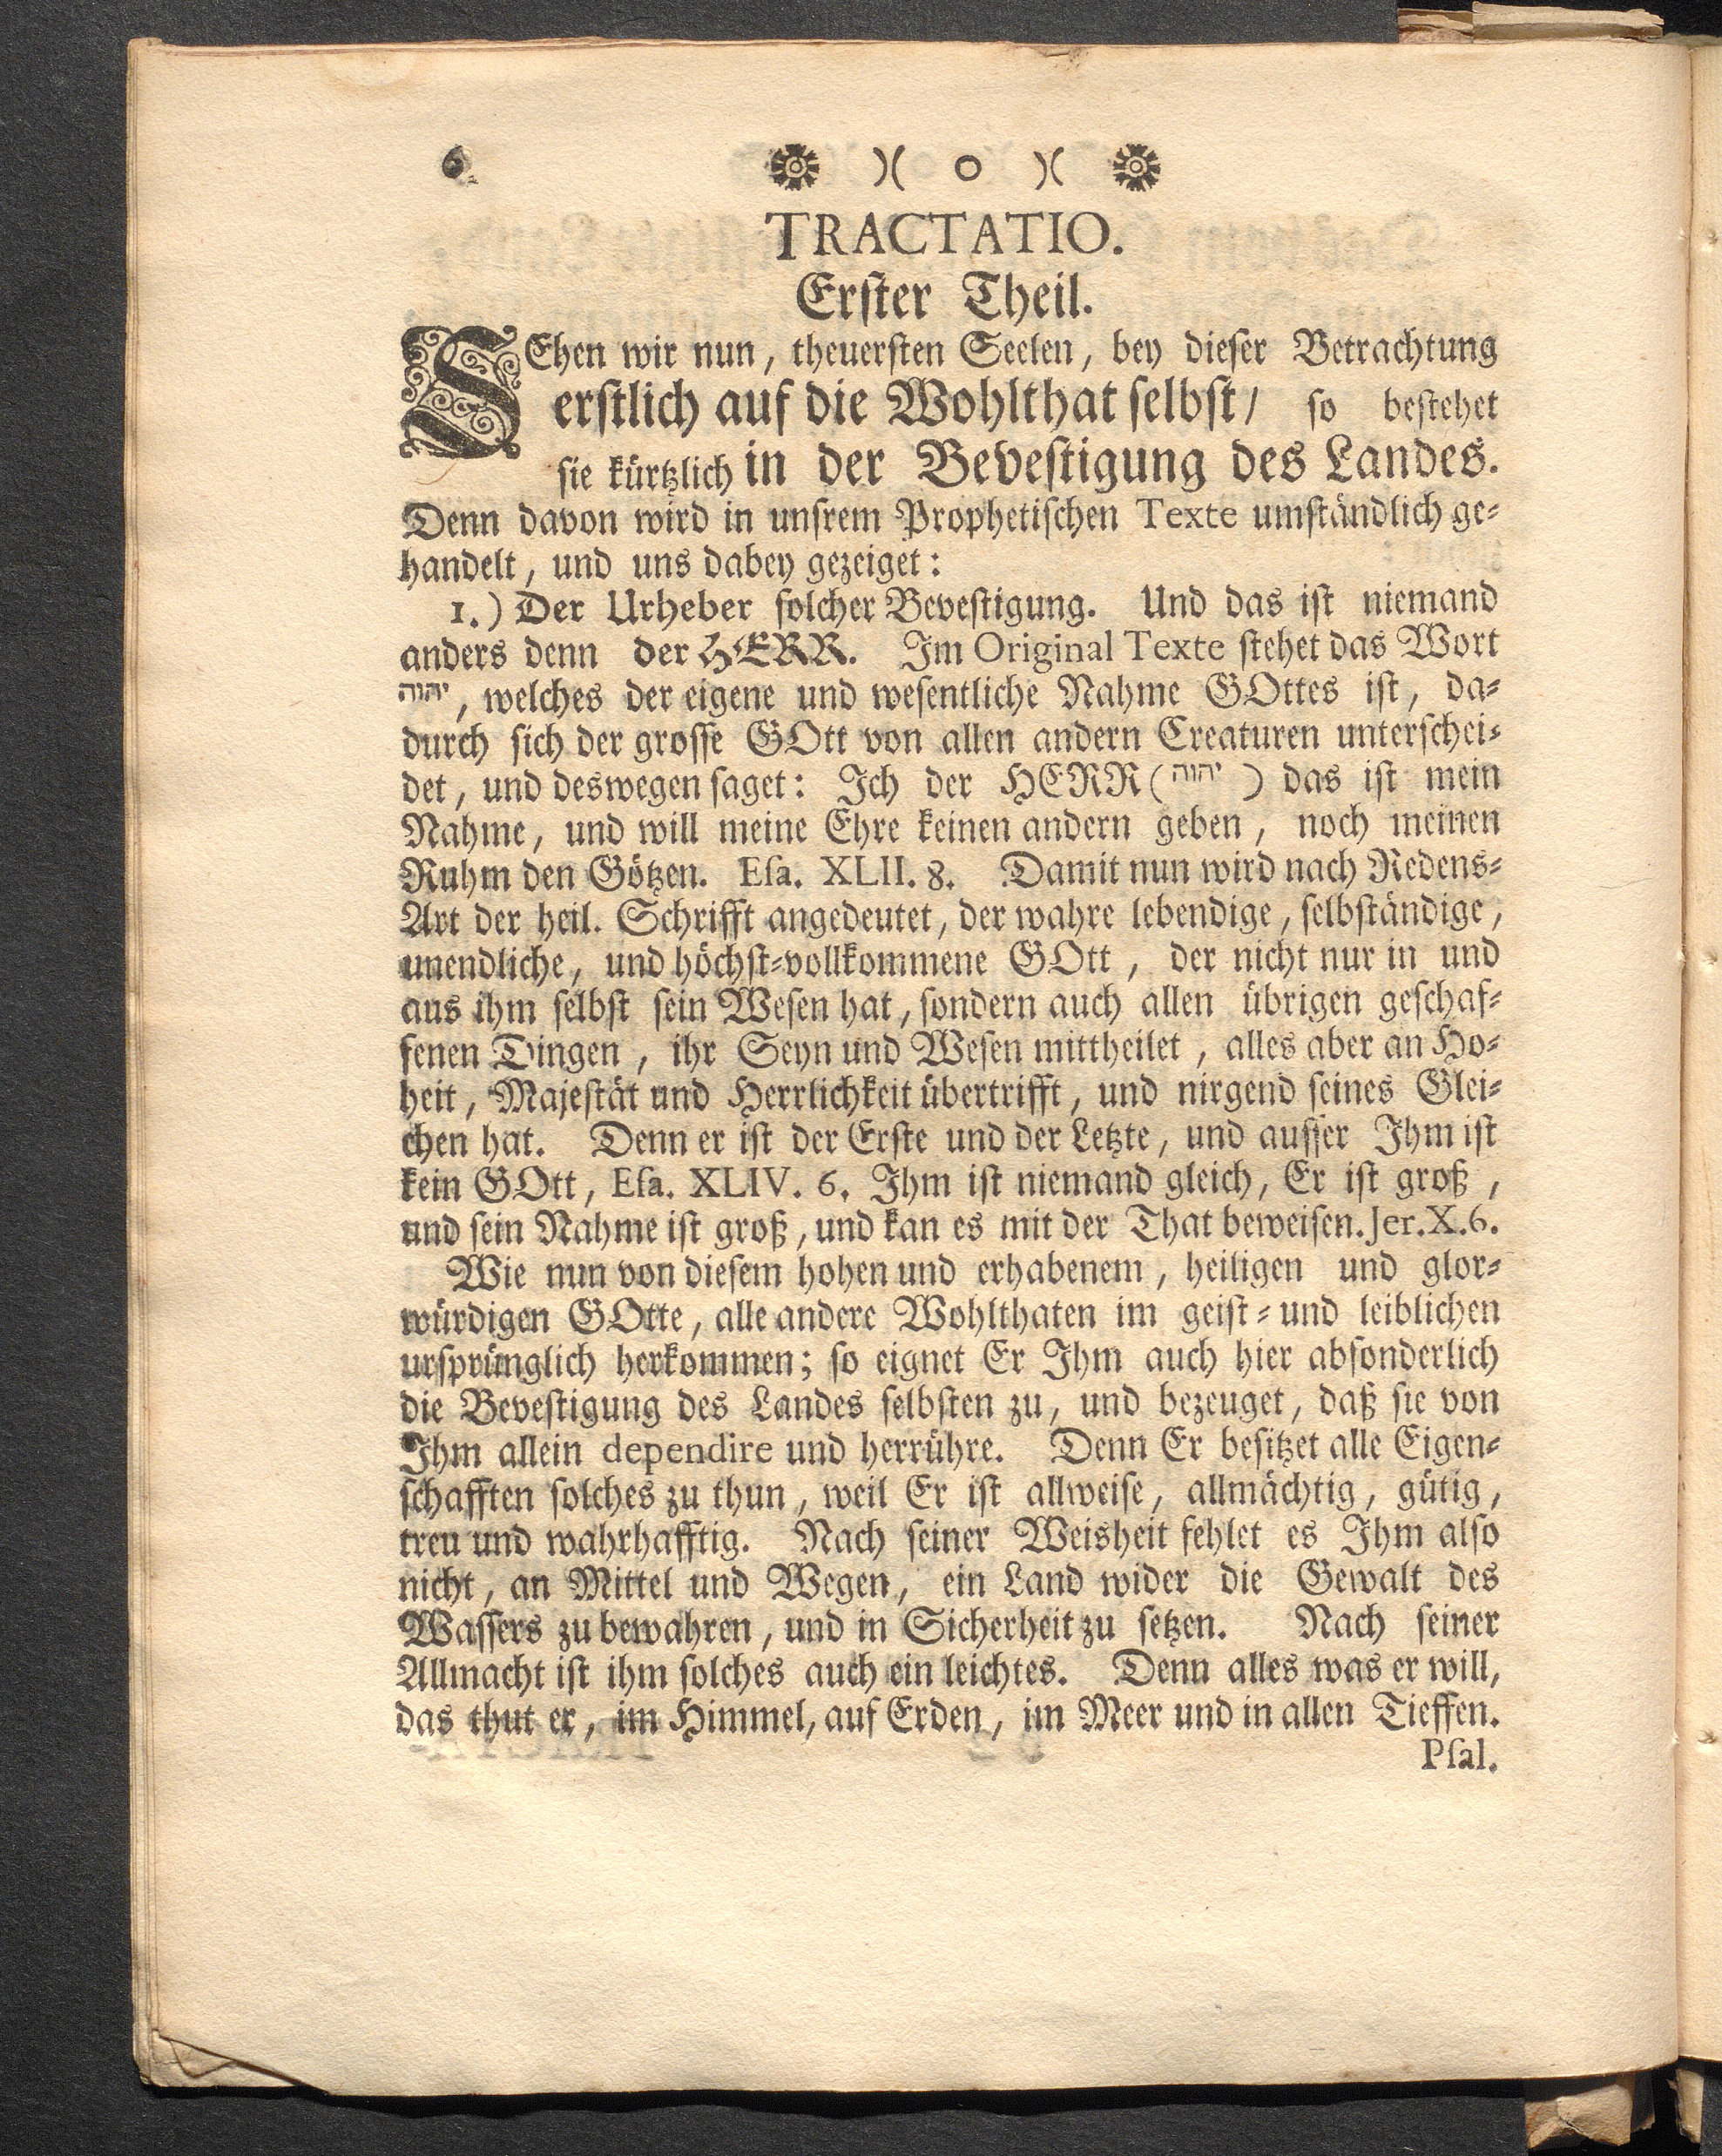 6 )( o )(
TRACTATIO.
Erster Theil.
SEhen wir nun, theuersten Seelen, bey dieser Betrachtung
erstlich auf die Wohlthat selbst/ so bestehet
sie kürtzlich in der Bevestigung des Landes.
Denn davon wird in unsrem Prophetischen Texte umständlich ge-
handelt, und uns dabey gezeiget:
1.) Der Urheber solcher Bevestigung. Und das ist niemand
anders denn der HERR. Im Original Texte stehet das Wort
יהוה, welches der eigene und wesentliche Nahme GOttes ist, da-
durch sich der grosse GOtt von allen andern Creaturen unterschei-
det, und deswegen saget: Ich der HERR (יהוה) das ist mein
Nahme, und will meine Ehre keinen andern geben, noch meinen
Ruhm den Götzen. Esa. XLII. 8. Damit nun wird nach Redens-
Art der heil. Schrifft angedeutet, der wahre lebendige, selbständige,
unendliche, und höchst-vollkommene GOtt, der nicht nur in und
aus ihm selbst sein Wesen hat, sondern auch allen übrigen geschaf-
fenen Dingen, ihr Seyn und Wesen mittheilet, alles aber an Ho-
heit, Majestät und Herrlichkeit übertrifft, und nirgend seines Glei-
chen hat. Denn er ist der Erste und der Letzte, und ausser Ihm ist
kein GOtt, Esa. XLIV. 6. Ihm ist niemand gleich, Er ist groß,
und sein Nahme ist groß, und kan es mit der That beweisen. Jer. X. 6.
Wie nun von diesem hohen und erhabenem, heiligen und glor-
würdigen GOtte, alle andere Wohlthaten im geist- und leiblichen
ursprünglich herkommen; so eignet Er Ihm auch hier absonderlich
die Bevestigung des Landes selbsten zu, und bezeuget, daß sie von
Ihm allein dependire und herrühre. Denn Er besitzet alle Eigen-
schafften solches zu thun, weil Er ist allweise, allmächtig, gütig,
treu und wahrhafftig. Nach seiner Weisheit fehlet es Ihm also
nicht, an Mittel und Wegen, ein Land wider die Gewalt des
Wassers zu bewahren, und in Sicherheit zu setzen. Nach seiner
Allmacht ist ihm solches auch ein leichtes. Denn alles was er will,
das thut er, im Himmel, auf Erden, im Meer und in allen Tieffen.
Psal.